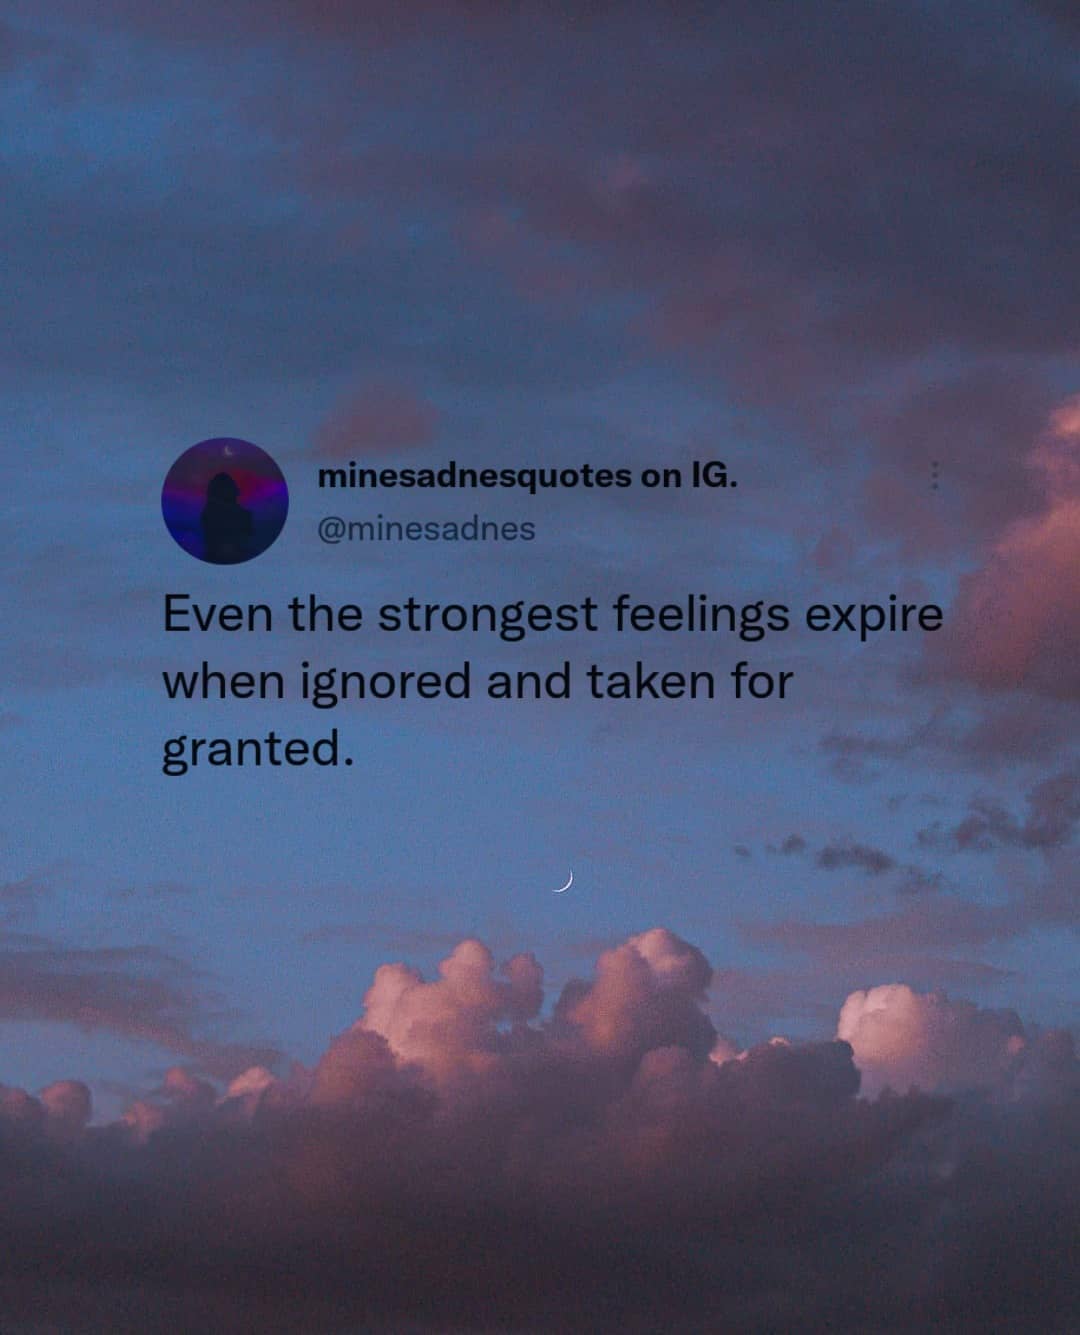 minesadnesquotes on IG.
@minesadnes
Even the strongest feelings expire
when ignored and taken for
granted.